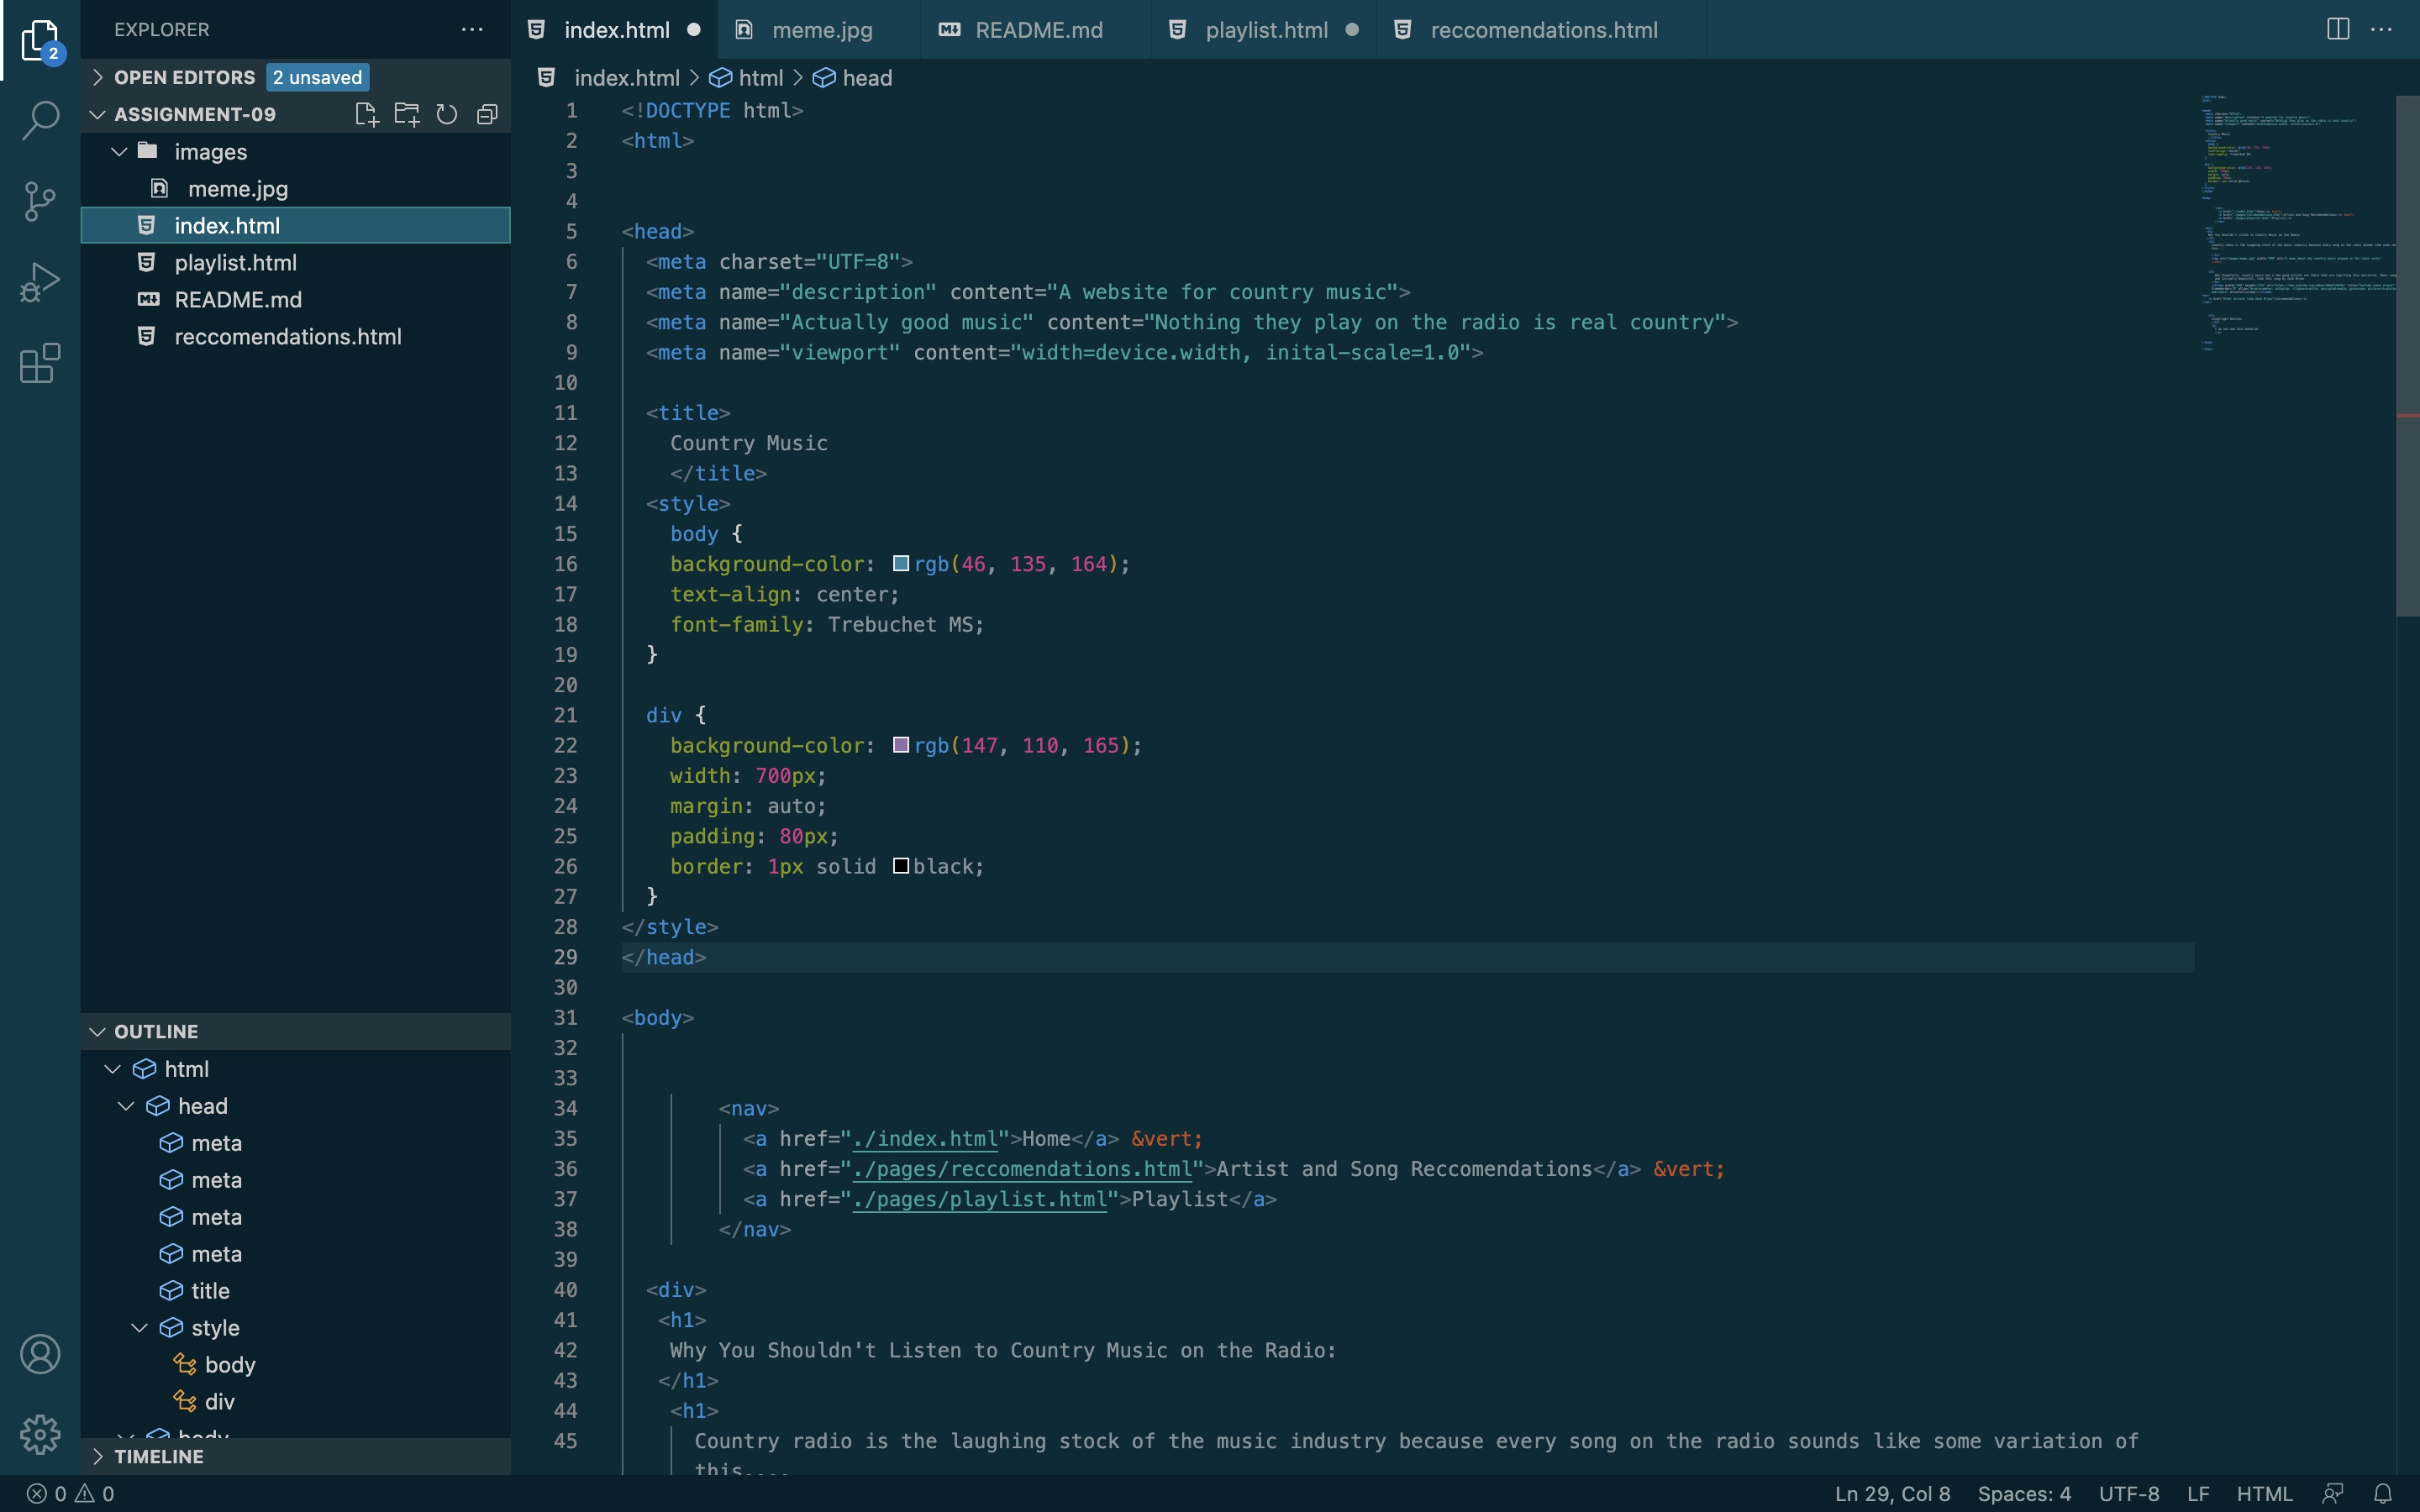 EXPLORER
OPEN EDITORS 2 unsaved
ASSIGNMENT-09
images
meme.jpg
index.html
playlist.html
README.md
reccomendations.html
OUTLINE
html
head
meta
meta
meta
meta
title
style
body
div
body
TIMELINE
index.html meme.jpg README.md playlist.html reccomendations.html
index.html > html > head
1 <!DOCTYPE html>
2 <html>
3
4
5 <head>
6 <meta charset="UTF=8">
7 <meta name="description" content="A website for country music">
8 <meta name="Actually good music" content="Nothing they play on the radio is real country">
9 <meta name="viewport" content="width=device.width, inital-scale=1.0">
10
11 <title>
12 Country Music
13 </title>
14 <style>
15 body {
16 background-color: rgb(46, 135, 164);
17 text-align: center;
18 font-family: Trebuchet MS;
19 }
20
21 div {
22 background-color: rgb(147, 110, 165);
23 width: 700px;
24 margin: auto;
25 padding: 80px;
26 border: 1px solid black;
27 }
28 </style>
29 </head>
30
31 <body>
32
33
34 <nav>
35 <a href="./index.html">Home</a> &vert;
36 <a href="./pages/reccomendations.html">Artist and Song Reccomendations</a> &vert;
37 <a href="./pages/playlist.html">Playlist</a>
38 </nav>
39
40 <div>
41 <h1>
42 Why You Shouldn't Listen to Country Music on the Radio:
43 </h1>
44 <h1>
45 Country radio is the laughing stock of the music industry because every song on the radio sounds like some variation of
this....
2
0 0
Ln 29, Col 8 Spaces: 4 UTF-8 LF HTML